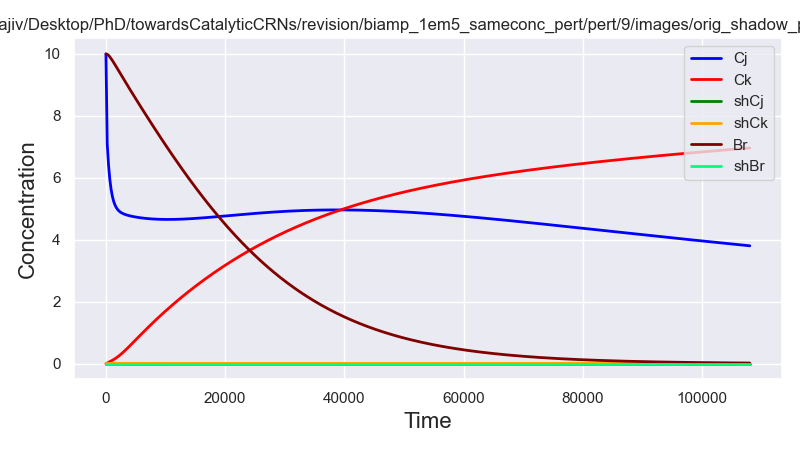 ajiv/Desktop/PhD/towardsCatalyticCRNs/revision/biamp_1em5_sameconc_pert/pert/9/images/orig_shadow_p
Concentration
10
8
6
4
2
0
0 20000 40000 60000 80000 100000
Time
Cj
Ck
shCj
shCk
Br
shBr